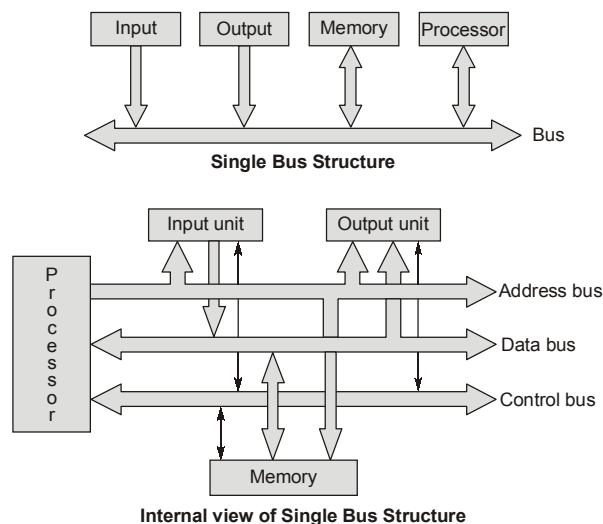 Input Output Memory Processor
Bus
Single Bus Structure
Input unit Output unit
Processor
Address bus
Data bus
Control bus
Memory
Internal view of Single Bus Structure